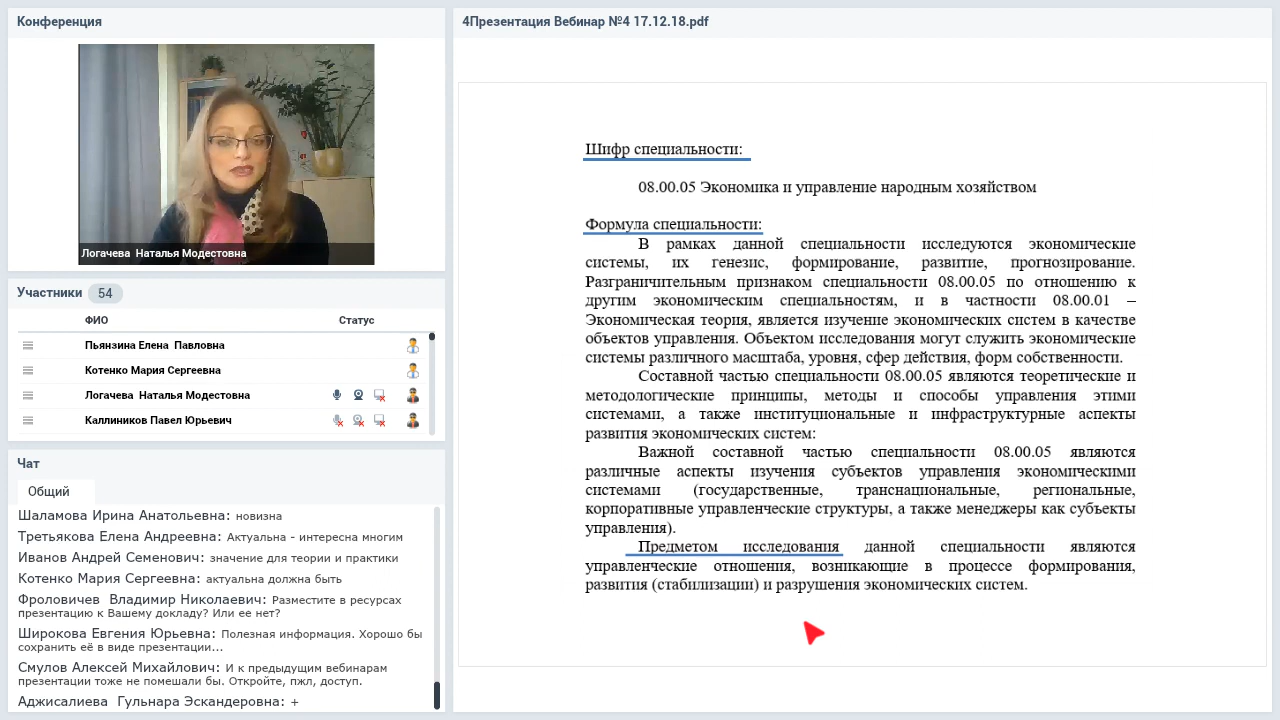 Конференция
Логачева  Наталья Модестовна
Участники 54
ФИО Статус
Пьянзина Елена  Павловна
Котенко Мария Сергеевна
Логачева  Наталья Модестовна
Каллиников Павел Юрьевич
Чат
Общий
Шаламова Ирина Анатольевна: новизна
Третьякова Елена Андреевна: Актуальна - интересна многим
Иванов Андрей Семенович: значение для теории и практики
Котенко Мария Сергеевна: актуальна должна быть
Фроловичев  Владимир Николаевич: Разместите в ресурсах
презентацию к Вашему докладу? Или ее нет?
Широкова Евгения Юрьевна: Полезная информация. Хорошо бы
сохранить её в виде презентации...
Смулов Алексей Михайлович: И к предыдущим вебинарам
презентации тоже не помешали бы. Откройте, пжл, доступ.
Аджисалиева  Гульнара Эскандеровна: +
4Презентация Вебинар №4 17.12.18.pdf
Шифр специальности:
08.00.05 Экономика и управление народным хозяйством
Формула специальности:
В рамках данной специальности исследуются экономические
системы, их генезис, формирование, развитие, прогнозирование.
Разграничительным признаком специальности 08.00.05 по отношению к
другим экономическим специальностям, и в частности 08.00.01 –
Экономическая теория, является изучение экономических систем в качестве
объектов управления. Объектом исследования могут служить экономические
системы различного масштаба, уровня, сфер действия, форм собственности.
Составной частью специальности 08.00.05 являются теоретические и
методологические принципы, методы и способы управления этими
системами, а также институциональные и инфраструктурные аспекты
развития экономических систем:
Важной составной частью специальности 08.00.05 являются
различные аспекты изучения субъектов управления экономическими
системами (государственные, транснациональные, региональные,
корпоративные управленческие структуры, а также менеджеры как субъекты
управления).
Предметом исследования данной специальности являются
управленческие отношения, возникающие в процессе формирования,
развития (стабилизации) и разрушения экономических систем.